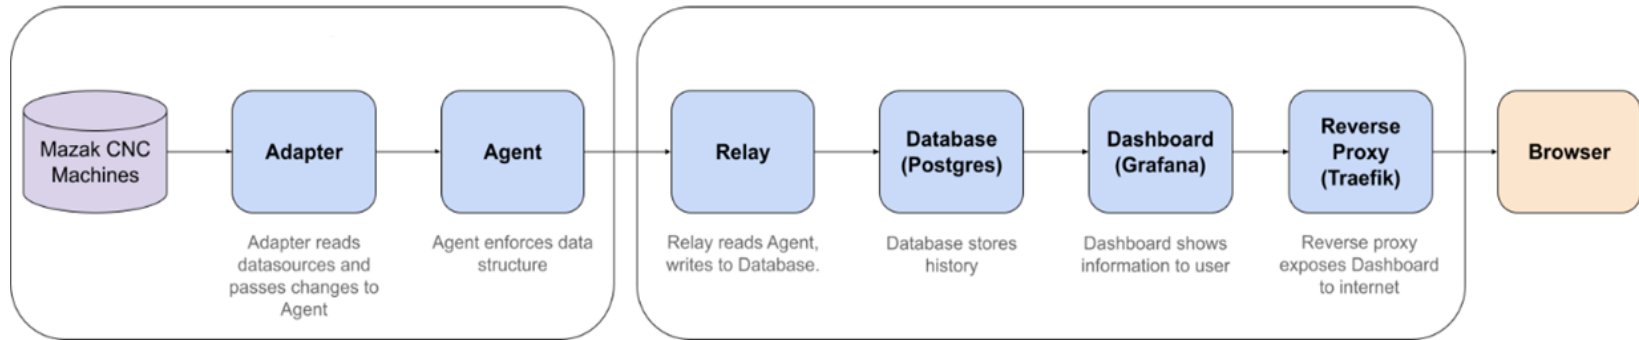 Mazak CNC
Machines
Adapter
Agent
Relay
Database
(Postgres)
Dashboard
(Grafana)
Reverse
Proxy
(Traefik)
Browser
Adapter reads
datasources and
passes changes to
Agent
Agent enforces data
structure
Relay reads Agent,
writes to Database.
Database stores
history
Dashboard shows
information to user
Reverse proxy
exposes Dashboard
to internet